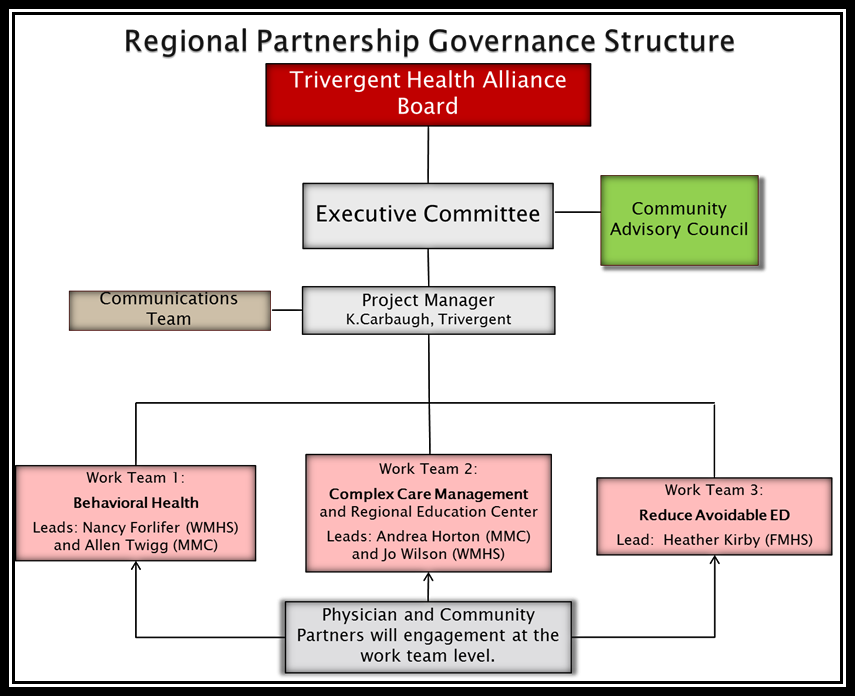 Regional Partnership Governance Structure
Trivergent Health Alliance
Board
Executive Committee
Community
Advisory Council
Communications
Team
Project Manager
K.Carbaugh, Trivergent
Work Team 1:
Behavioral Health
Leads: Nancy Forlifer (WMHS)
and Allen Twigg (MMC)
Work Team 2:
Complex Care Management
and Regional Education Center
Leads: Andrea Horton (MMC)
and Jo Wilson (WMHS)
Work Team 3:
Reduce Avoidable ED
Lead:  Heather Kirby (FMHS)
Physician and Community
Partners will engagement at the
work team level.